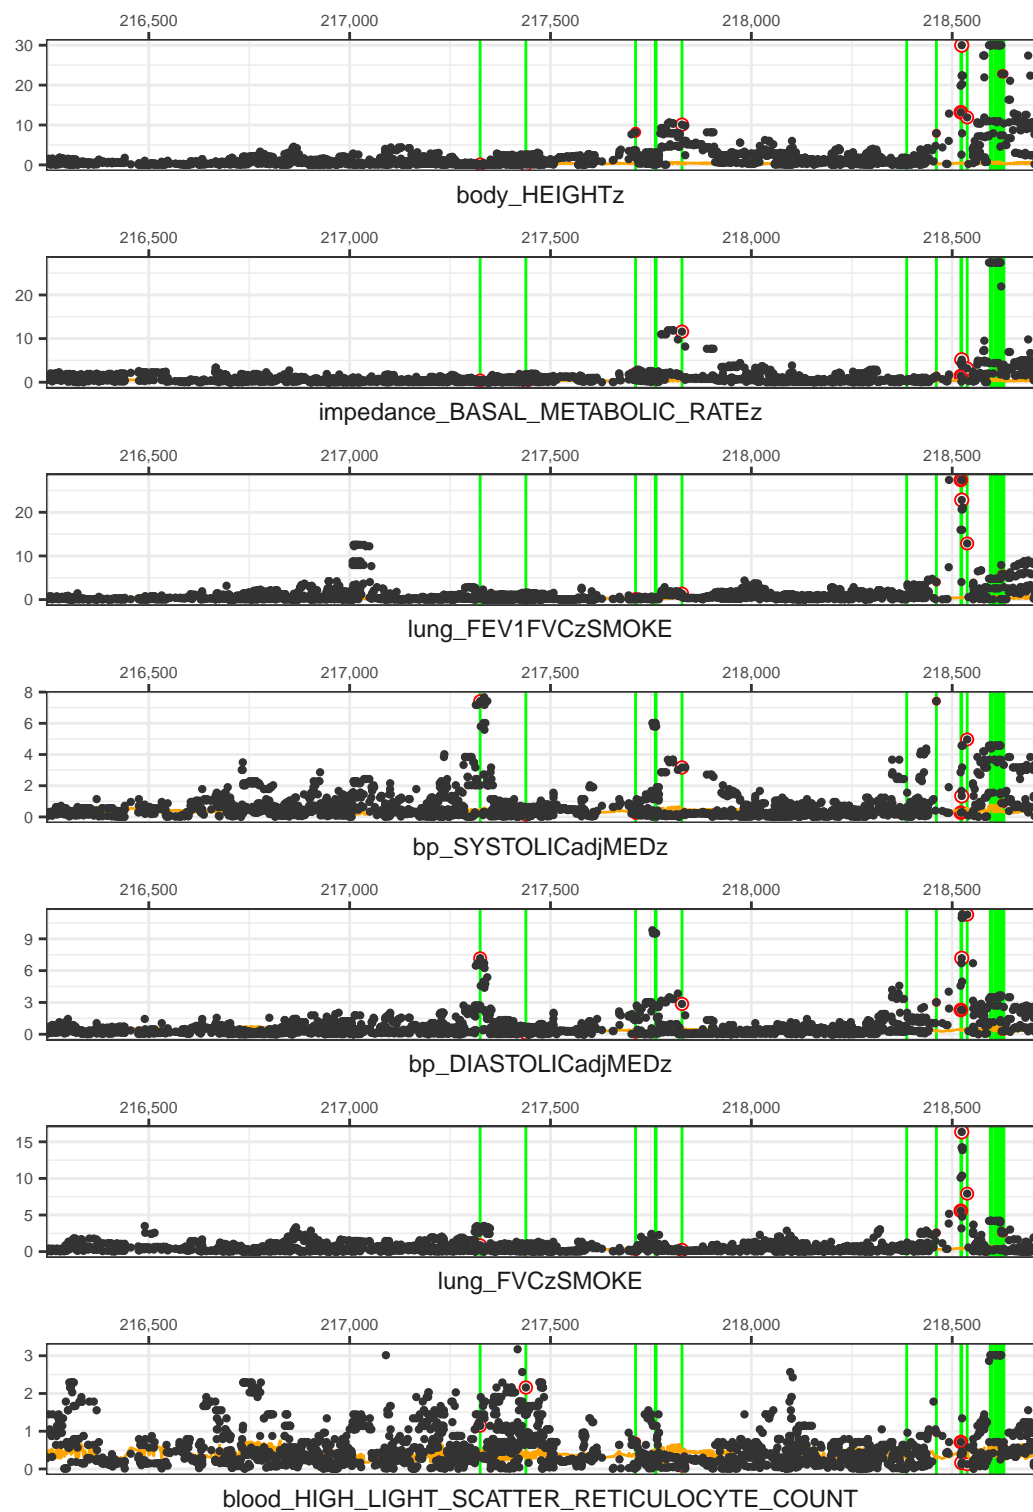 216,500 217,000 217,500 218,000 218,500
30
20
10
0
body_HEIGHTz
216,500 217,000 217,500 218,000 218,500
20
10
0
impedance_BASAL_METABOLIC_RATEz
216,500 217,000 217,500 218,000 218,500
20
10
0
lung_FEV1FVCzSMOKE
216,500 217,000 217,500 218,000 218,500
8
6
4
2
0
bp_SYSTOLICadjMEDz
216,500 217,000 217,500 218,000 218,500
9
6
3
0
bp_DIASTOLICadjMEDz
216,500 217,000 217,500 218,000 218,500
15
10
5
0
lung_FVCzSMOKE
216,500 217,000 217,500 218,000 218,500
3
2
1
0
blood_HIGH_LIGHT_SCATTER_RETICULOCYTE_COUNT